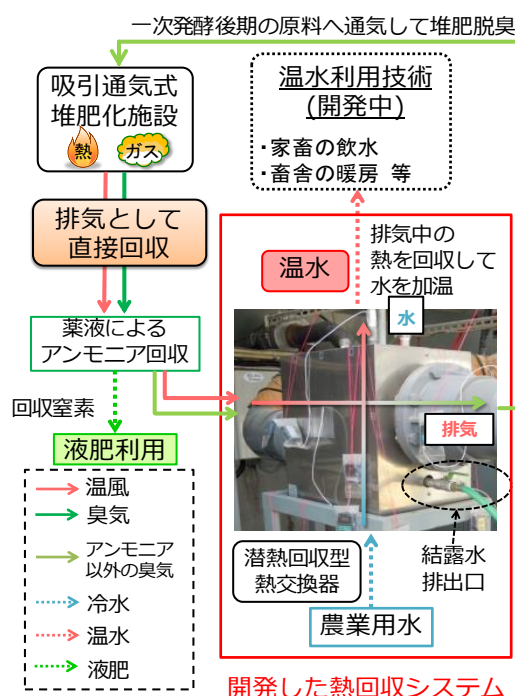 一次発酵後期の原料へ通気して堆肥脱臭
吸引通気式
堆肥化施設
熱
ガス
排気として
直接回収
薬液による
アンモニア回収
回収窒素
液肥利用
温風
臭気
アンモニア
以外の臭気
冷水
温水
液肥
温水利用技術
(開発中)
・家畜の飲水
・畜舎の暖房 等
温水
排気中の
熱を回収して
水を加温
水
排気
潜熱回収型
熱交換器
結露水
排出口
農業用水
開発した熱回収システム